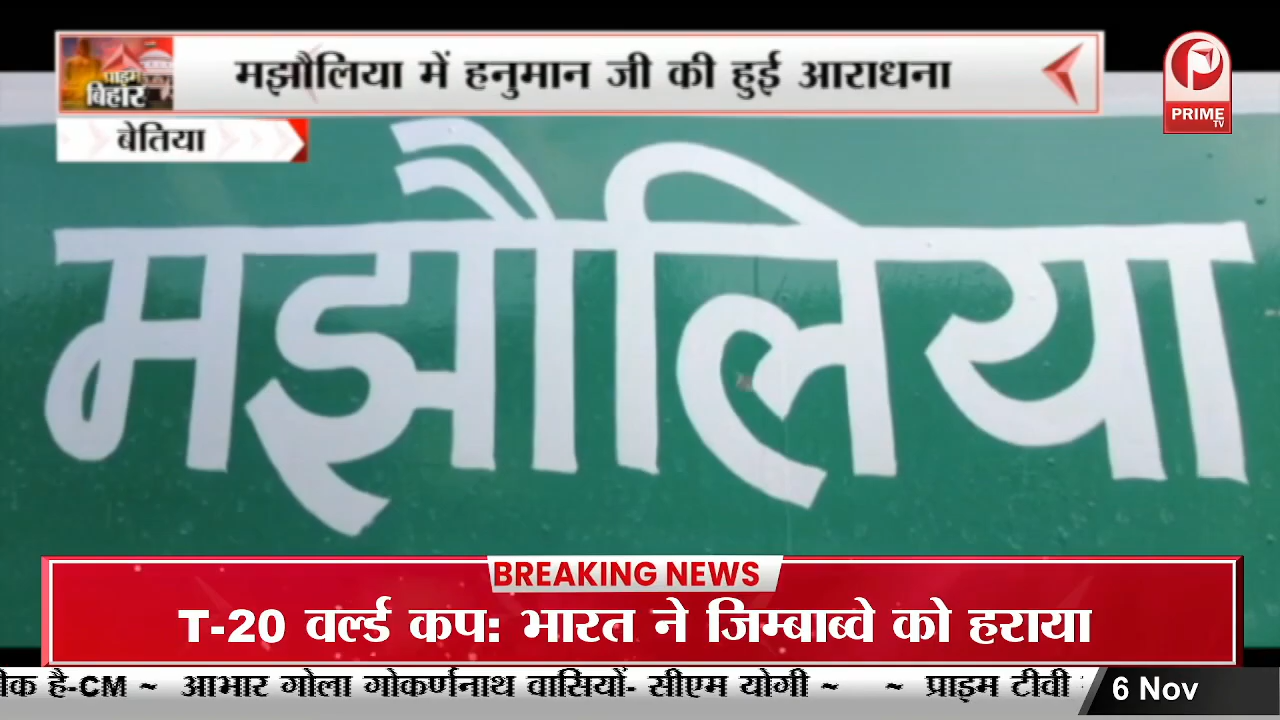 मझौलिया में हनुमान जी की हुई आराधना
प्राइम
बिहार
PRIME
TV
बेतिया
मझौलिया
BREAKING NEWS
T-20 वर्ल्ड कप: भारत ने जिम्बाब्वे को हराया
है-CM ~ आभार गोला गोकर्णनाथ वासियों- सीएम योगी ~ ~ प्राइम टीवी
6 Nov